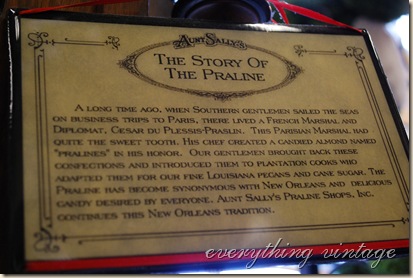 Aunt Sally's
The Story Of
The Praline
A long time ago, when Southern gentlemen sailed the seas
on business trips to Paris, there lived a French Marshal and
Diplomat, Cesar du Plessis-Praslin. This Parisian Marshal had
quite the sweet tooth. His chef created a candied almond named
"pralines" in his honor. Our gentlemen brought back these
confections and introduced them to plantation cooks who
adapted them for our fine Louisiana pecans and cane sugar. The
Praline has become synonymous with New Orleans and delicious
candy desired by everyone. Aunt Sally's Praline Shops, Inc.
continues this New Orleans tradition.
everything vintage